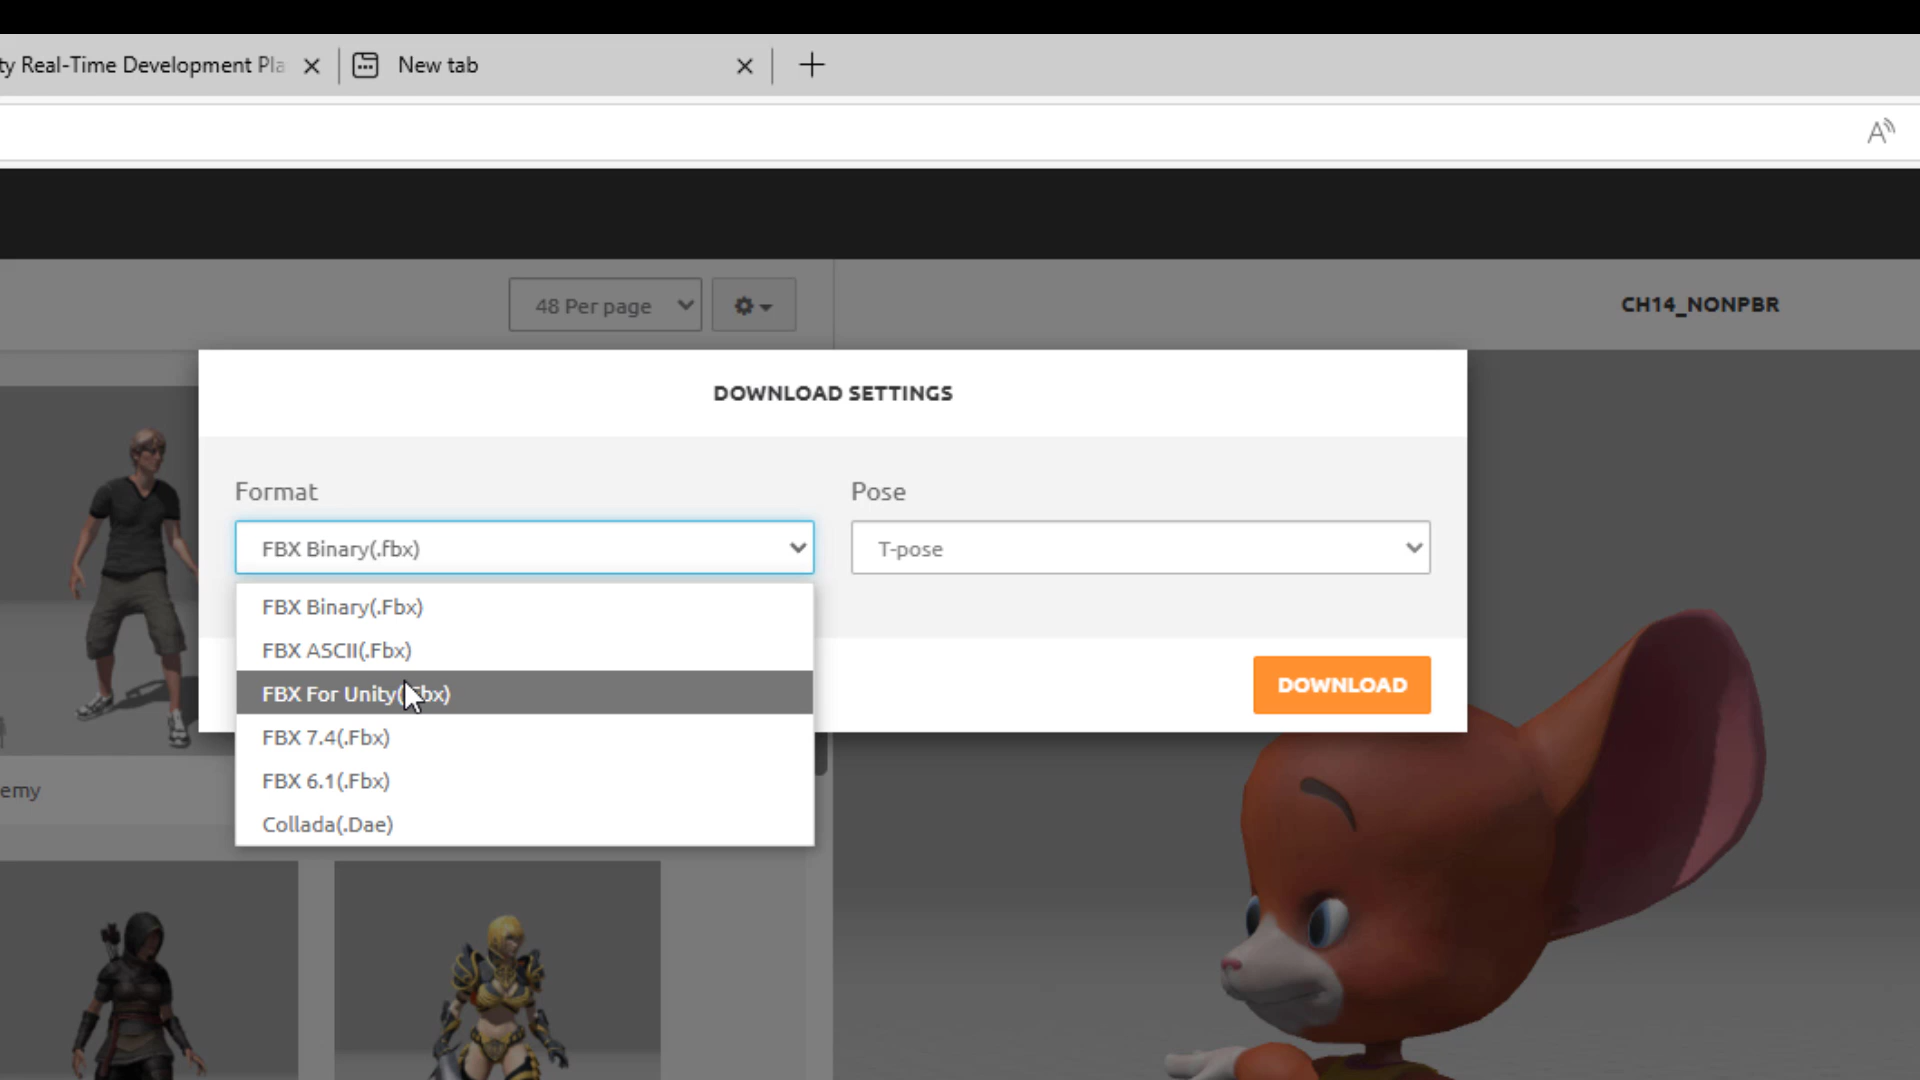 ty Real-Time Development Pla
New tab
48 Per page
CH14_NONPBR
DOWNLOAD SETTINGS
Format
Pose
FBX Binary(.fbx)
T-pose
FBX Binary(.Fbx)
FBX ASCII(.Fbx)
FBX For Unity(.Fbx)
FBX 7.4(.Fbx)
FBX 6.1(.Fbx)
Collada(.Dae)
DOWNLOAD
emy